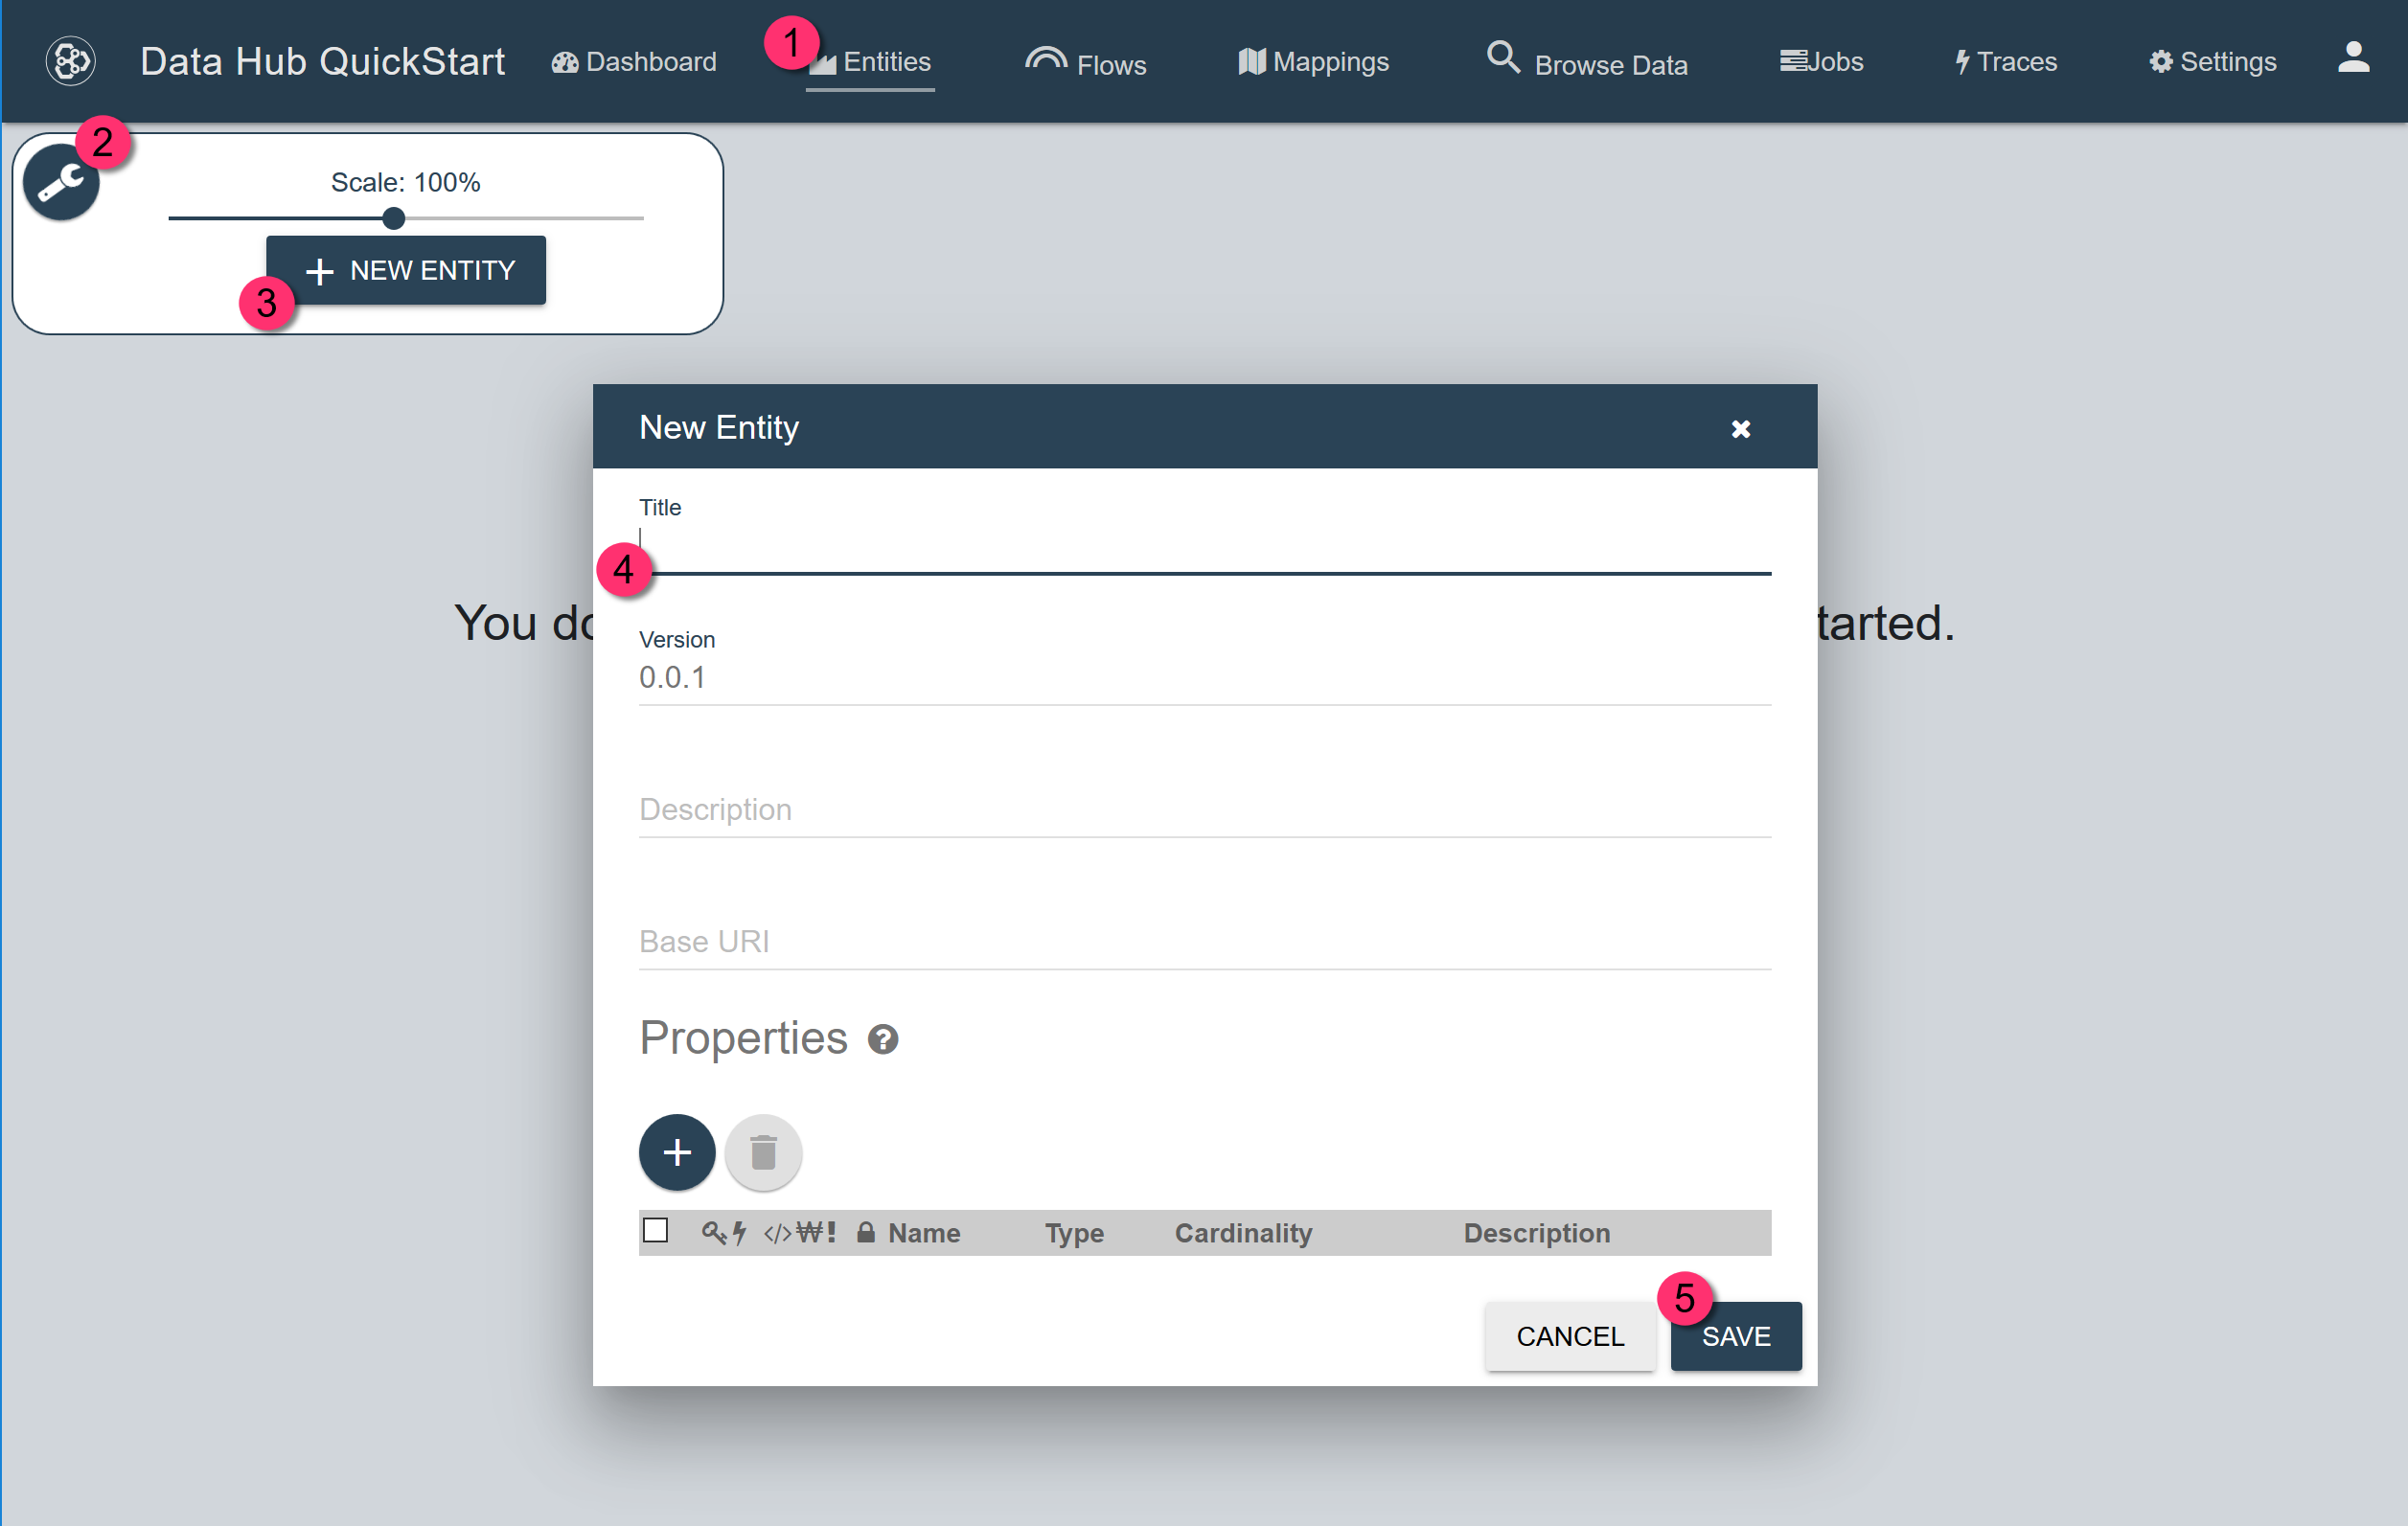 Data Hub QuickStart Dashboard 1 Entities Flows Mappings Browse Data Jobs Traces Settings
2
Scale: 100%
NEW ENTITY
3
New Entity
Title
4
You do tarted.
Version
0.0.1
Description
Base URI
Properties ?
</> ₩ ! Name Type Cardinality Description
5
CANCEL SAVE